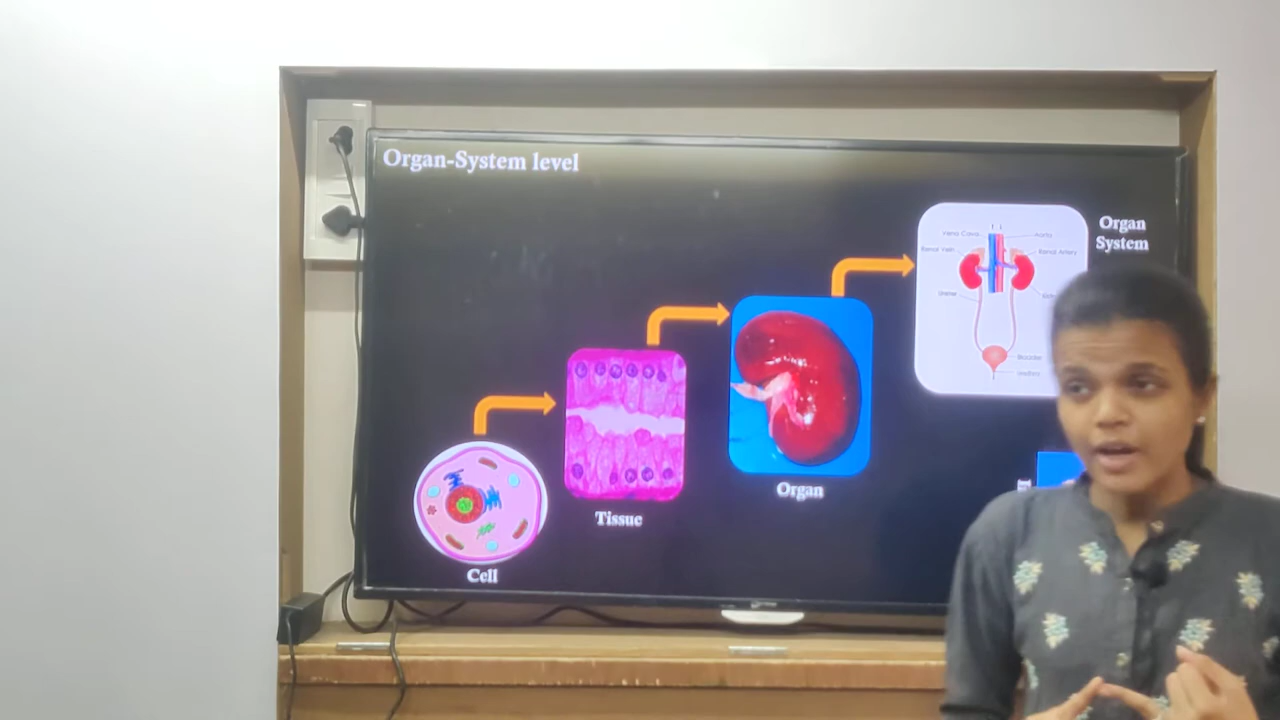 Organ-System level
Organ
System
Vena Cava
Aorta
Renal Vein
Renal Artery
Ureter
Bladder
Urethra
Organ
Tissue
Cell